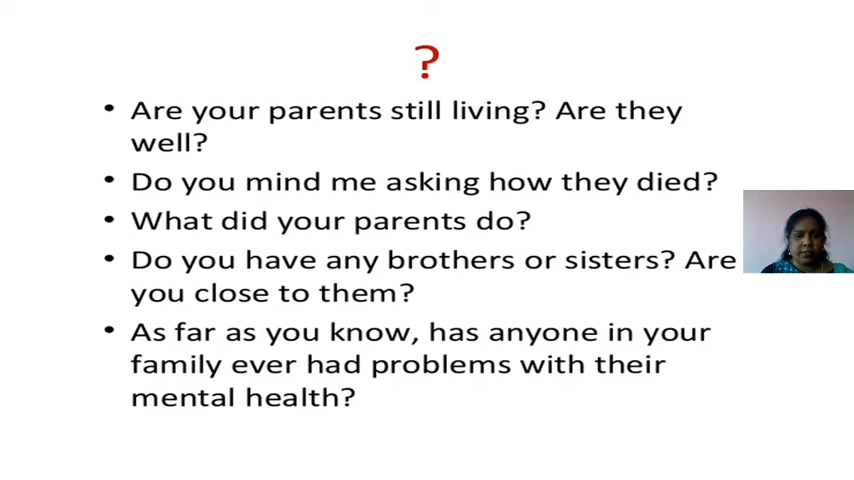 ?
• Are your parents still living? Are they
well?
• Do you mind me asking how they died?
• What did your parents do?
• Do you have any brothers or sisters? Are
you close to them?
• As far as you know, has anyone in your
family ever had problems with their
mental health?